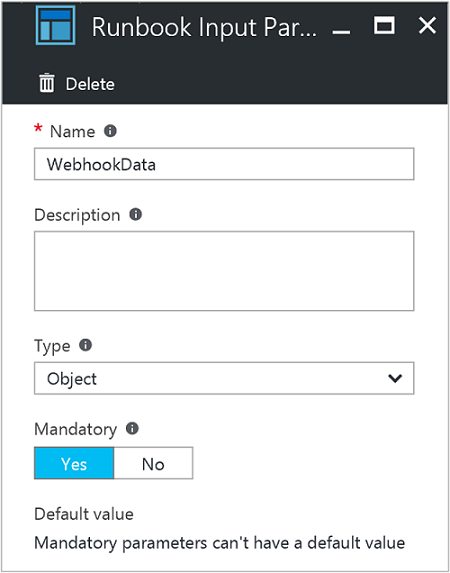 Runbook Input Par...
Delete
* Name
WebhookData
Description
Type
Object
Mandatory
Yes No
Default value
Mandatory parameters can't have a default value